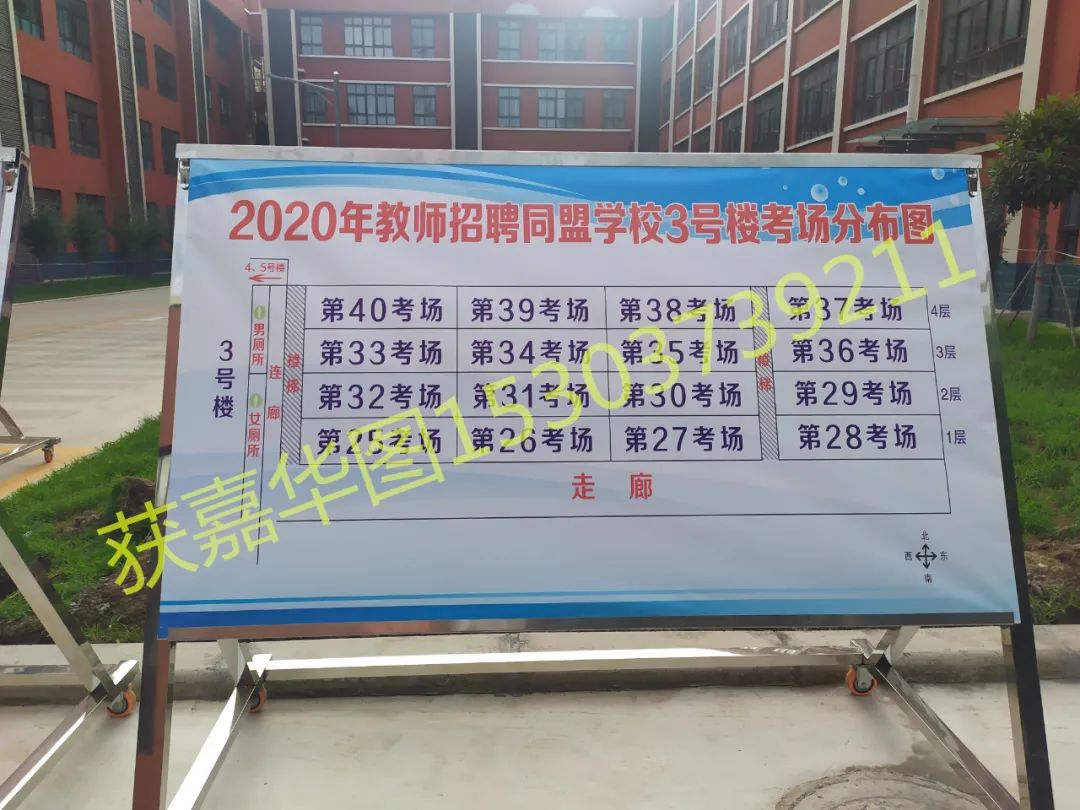 2020年教师招聘同盟学校3号楼考场分布图
4、5号楼
3号楼
男厕所
女厕所
连廊
楼梯
第40考场 第39考场 第38考场 楼梯 第37考场 4层
第33考场 第34考场 第35考场 第36考场 3层
第32考场 第31考场 第30考场 第29考场 2层
第25考场 第26考场 第27考场 第28考场 1层
走廊
北
西 东
南
获嘉华图15303739211